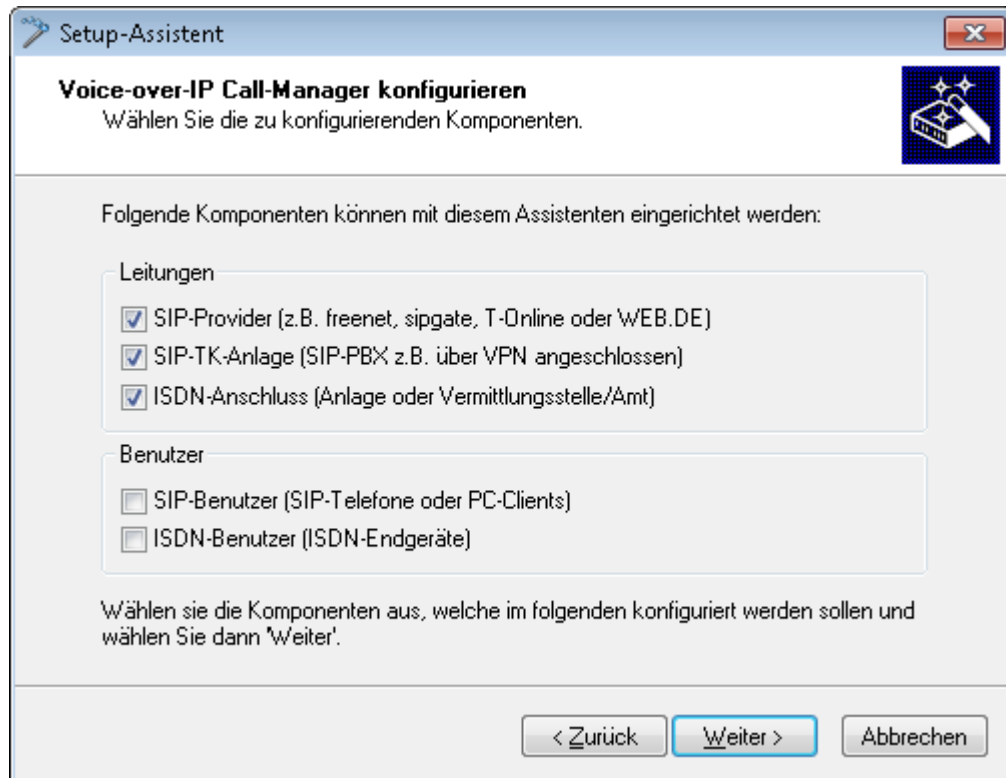 Setup-Assistent
Voice-over-IP Call-Manager konfigurieren
Wählen Sie die zu konfigurierenden Komponenten.
Folgende Komponenten können mit diesem Assistenten eingerichtet werden:
Leitungen
SIP-Provider (z.B. freenet, sipgate, T-Online oder WEB.DE)
SIP-TK-Anlage (SIP-PBX z.B. über VPN angeschlossen)
ISDN-Anschluss (Anlage oder Vermittlungsstelle/Amt)
Benutzer
SIP-Benutzer (SIP-Telefone oder PC-Clients)
ISDN-Benutzer (ISDN-Endgeräte)
Wählen sie die Komponenten aus, welche im folgenden konfiguriert werden sollen und
wählen Sie dann 'Weiter'.
< Zurück Weiter > Abbrechen